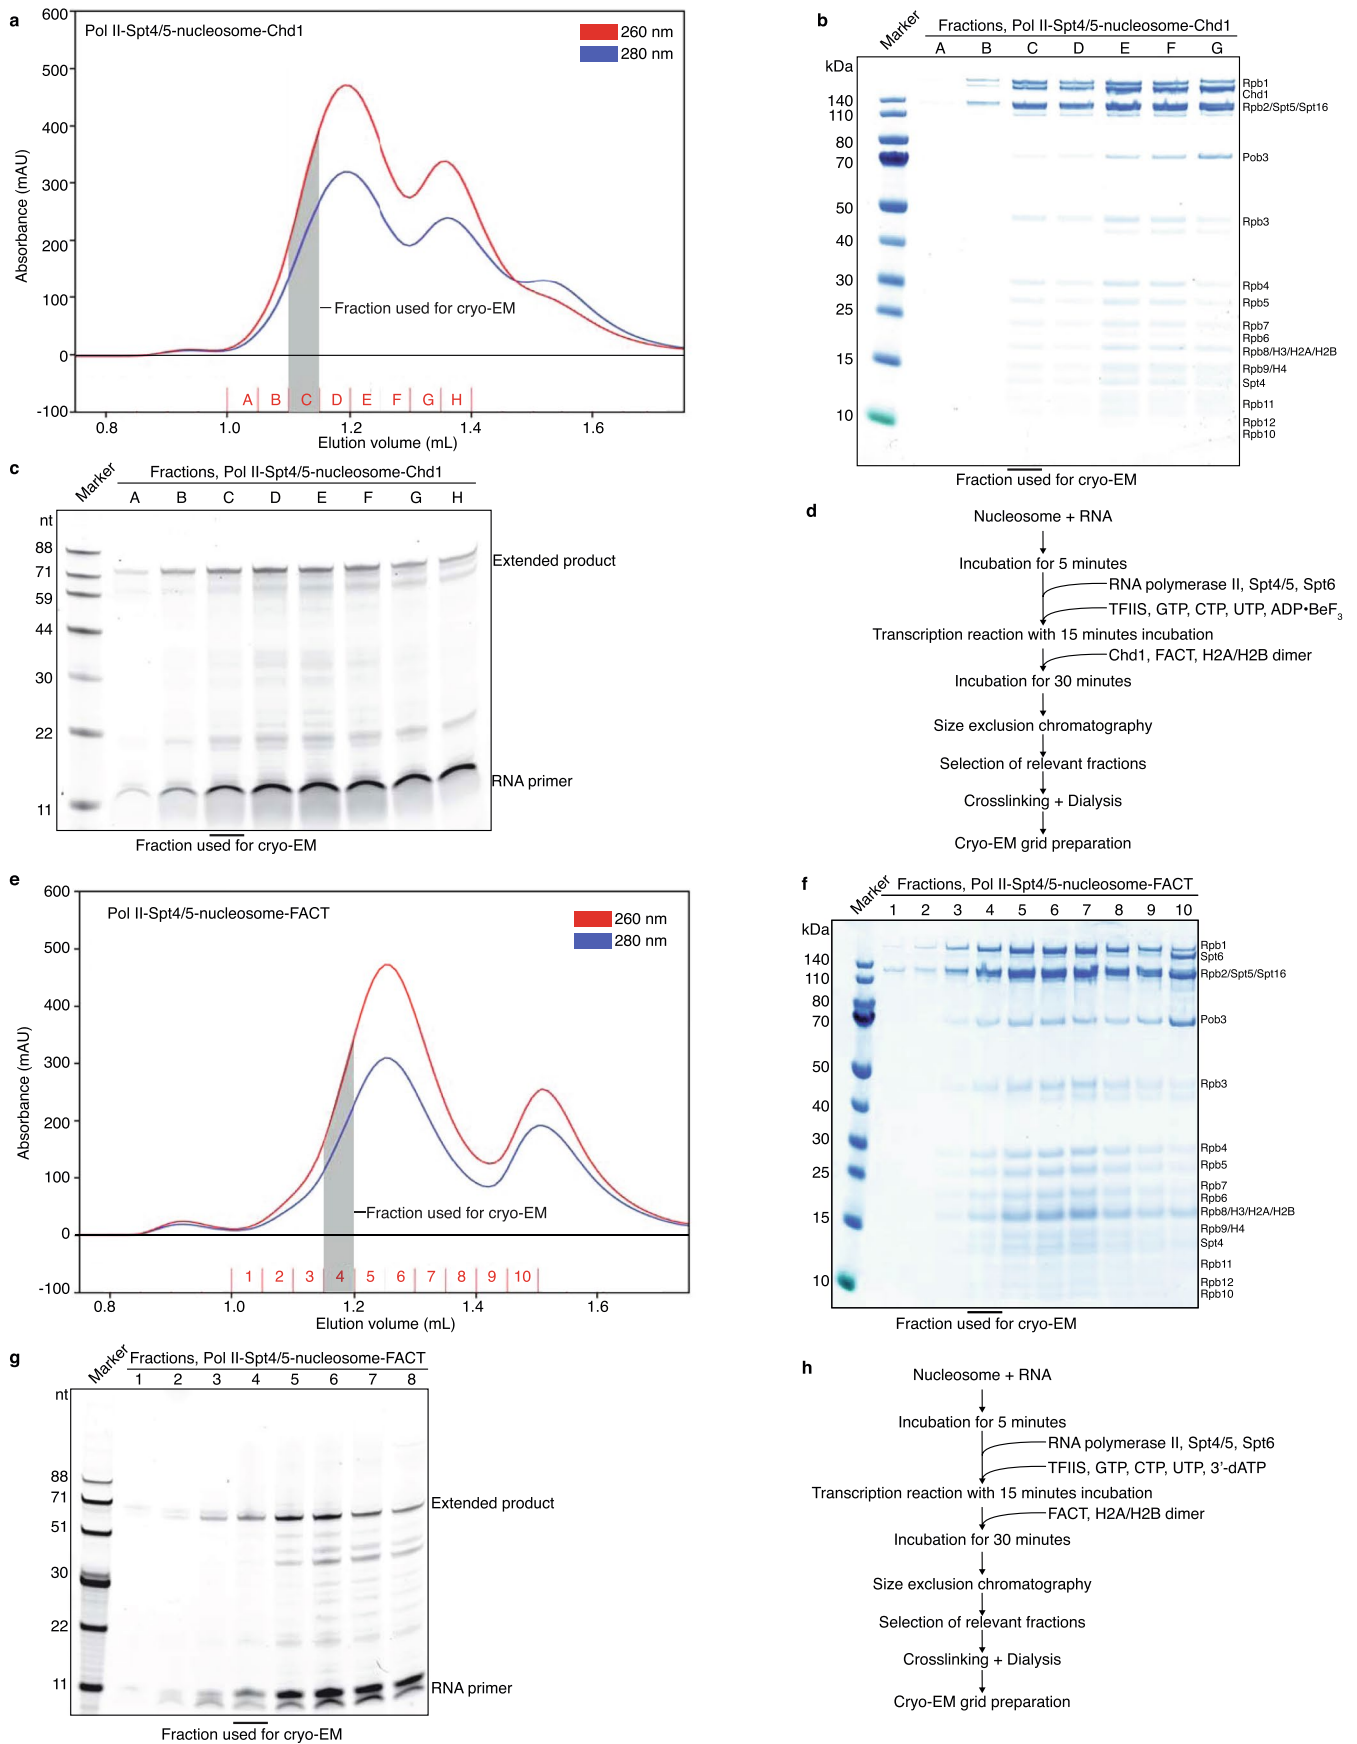 a
Pol II-Spt4/5-nucleosome-Chd1
260 nm
280 nm
Absorbance (mAU)
600
500
400
300
200
100
0
-100
Fraction used for cryo-EM
A B C D E F G H
0.8 1.0 1.2 1.4 1.6
Elution volume (mL)
b
Marker
Fractions, Pol II-Spt4/5-nucleosome-Chd1
A B C D E F G
kDa
140
110
80
70
50
40
30
25
15
10
Rpb1
Chd1
Rpb2/Spt5/Spt16
Pob3
Rpb3
Rpb4
Rpb5
Rpb7
Rpb6
Rpb8/H3/H2A/H2B
Rpb9/H4
Spt4
Rpb11
Rpb12
Rpb10
Fraction used for cryo-EM
c
Marker
Fractions, Pol II-Spt4/5-nucleosome-Chd1
A B C D E F G H
nt
88
71
59
44
30
22
11
Extended product
RNA primer
Fraction used for cryo-EM
d
Nucleosome + RNA
Incubation for 5 minutes
RNA polymerase II, Spt4/5, Spt6
TFIIS, GTP, CTP, UTP, ADP•BeF3
Transcription reaction with 15 minutes incubation
Chd1, FACT, H2A/H2B dimer
Incubation for 30 minutes
Size exclusion chromatography
Selection of relevant fractions
Crosslinking + Dialysis
Cryo-EM grid preparation
e
Pol II-Spt4/5-nucleosome-FACT
260 nm
280 nm
Absorbance (mAU)
600
500
400
300
200
100
0
-100
Fraction used for cryo-EM
1 2 3 4 5 6 7 8 9 10
0.8 1.0 1.2 1.4 1.6
Elution volume (mL)
f
Marker
Fractions, Pol II-Spt4/5-nucleosome-FACT
1 2 3 4 5 6 7 8 9 10
kDa
140
110
80
70
50
40
30
25
15
10
Rpb1
Spt6
Rpb2/Spt5/Spt16
Pob3
Rpb3
Rpb4
Rpb5
Rpb7
Rpb6
Rpb8/H3/H2A/H2B
Rpb9/H4
Spt4
Rpb11
Rpb12
Rpb10
Fraction used for cryo-EM
g
Marker
Fractions, Pol II-Spt4/5-nucleosome-FACT
1 2 3 4 5 6 7 8
nt
88
71
51
30
22
11
Extended product
RNA primer
Fraction used for cryo-EM
h
Nucleosome + RNA
Incubation for 5 minutes
RNA polymerase II, Spt4/5, Spt6
TFIIS, GTP, CTP, UTP, 3'-dATP
Transcription reaction with 15 minutes incubation
FACT, H2A/H2B dimer
Incubation for 30 minutes
Size exclusion chromatography
Selection of relevant fractions
Crosslinking + Dialysis
Cryo-EM grid preparation